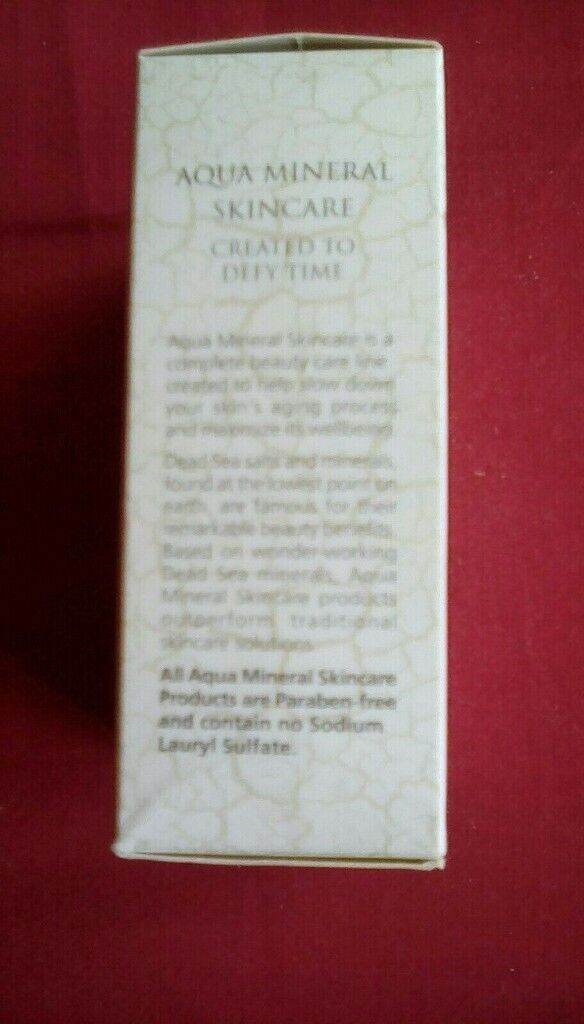 AQUA MINERAL
SKINCARE
CREATED TO
DEFY TIME
Aqua Mineral Skincare is a
complete beauty care line
created to help slow down
your skin's aging process
and maximize its wellbeing.
Dead Sea salts and minerals,
found at the lowest point on
earth, are famous for their
remarkable beauty benefits.
Based on wonder-working
Dead Sea minerals, Aqua
Mineral Skincare products
outperform traditional
skincare solutions.
All Aqua Mineral Skincare
Products are Paraben-free
and contain no Sodium
Lauryl Sulfate.